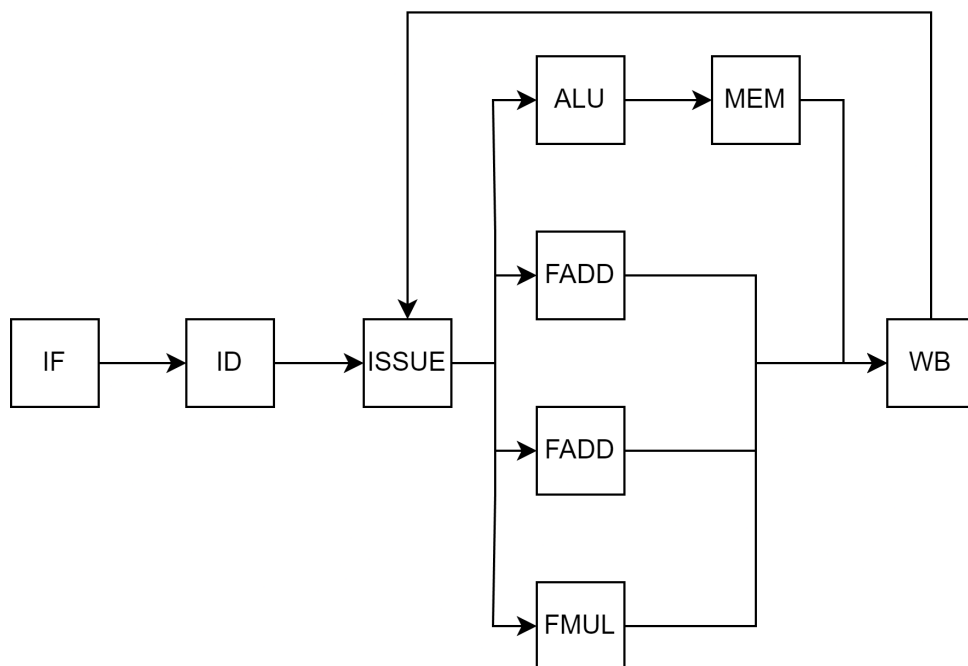 ALU
MEM
FADD
IF
ID
ISSUE
WB
FADD
FMUL